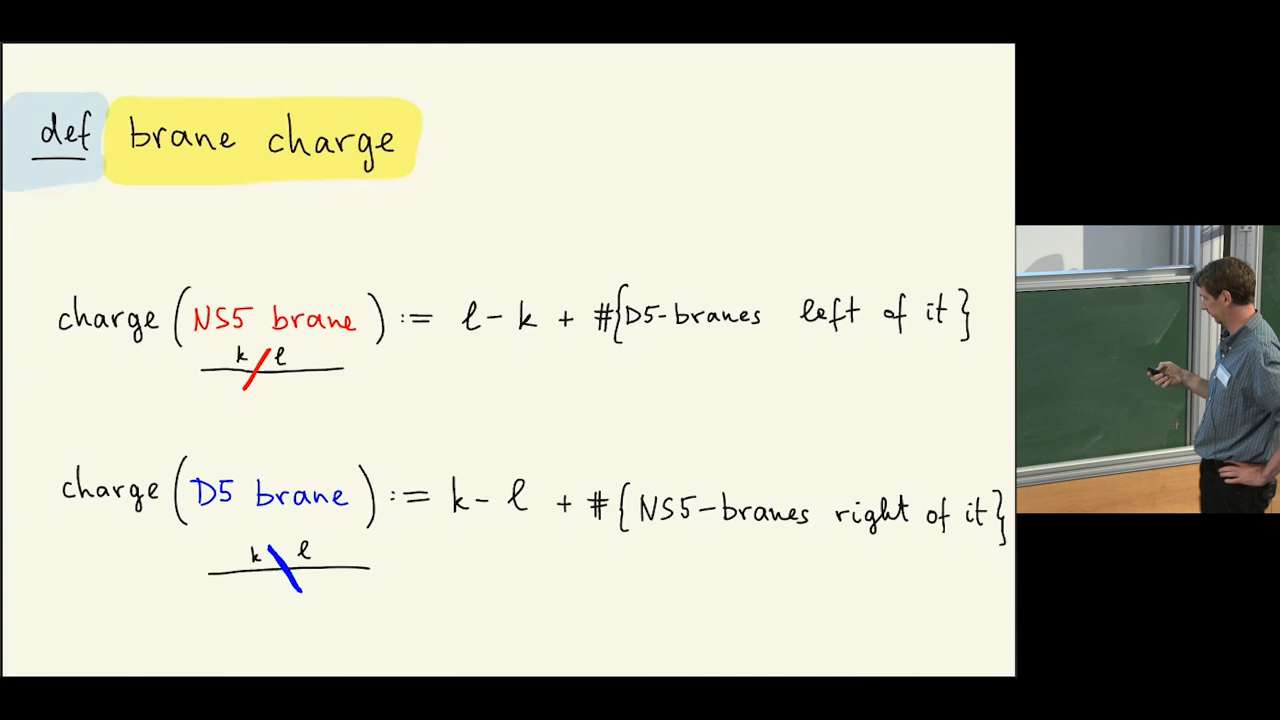 def brane charge
charge (NS5 brane) := l - k + #{D5-branes left of it}
k l
charge (D5 brane) := k - l + #{NS5-branes right of it}
k l